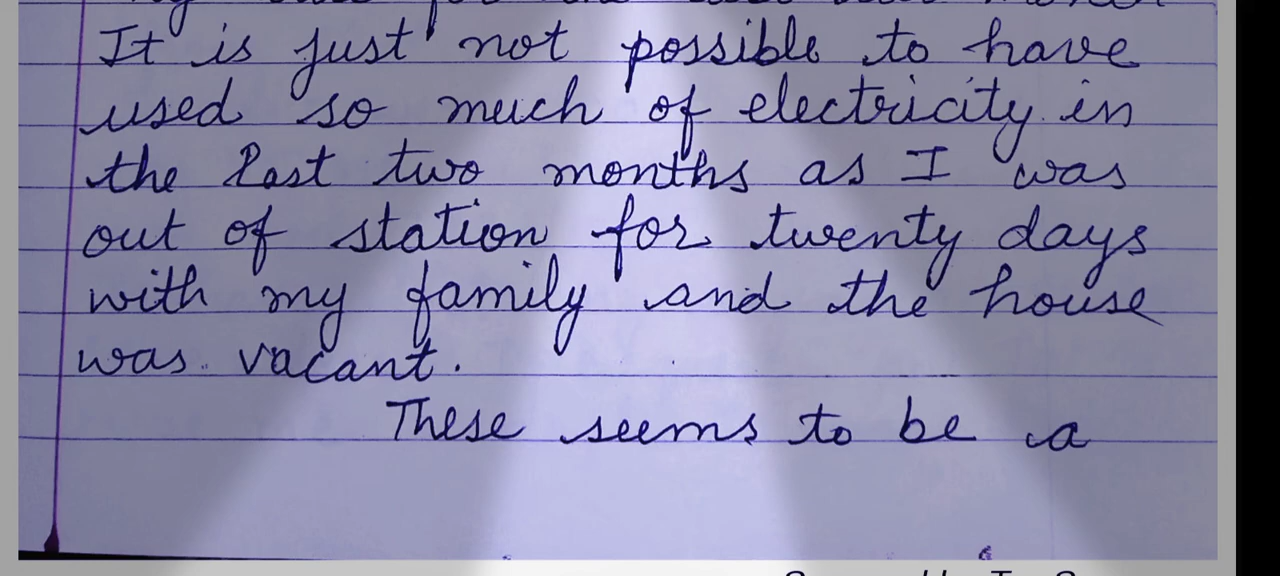 It is just not possible to have
used so much of electricity in
the last two months as I was
out of station for twenty days
with my family and the house
was vacant.
These seems to be a